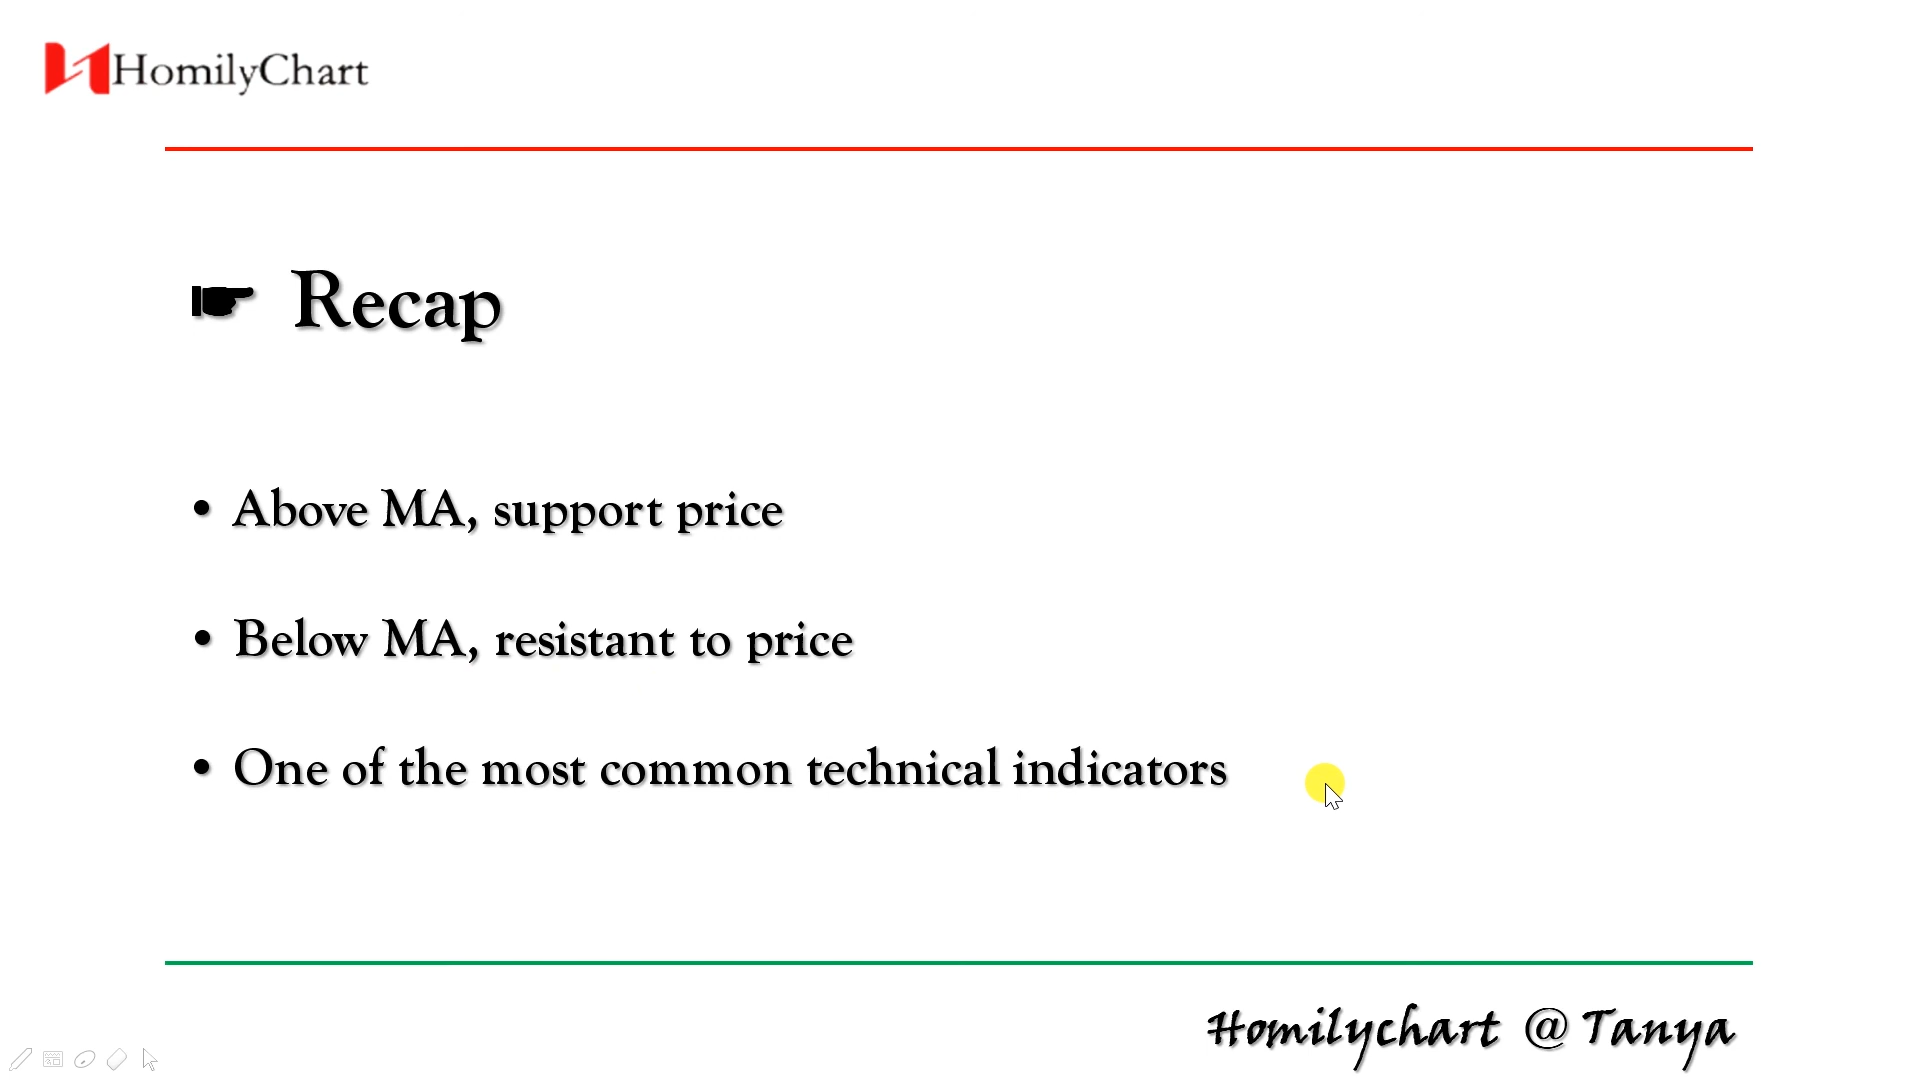 HomilyChart
☛ Recap
• Above MA, support price
• Below MA, resistant to price
• One of the most common technical indicators
Homilychart @ Tanya